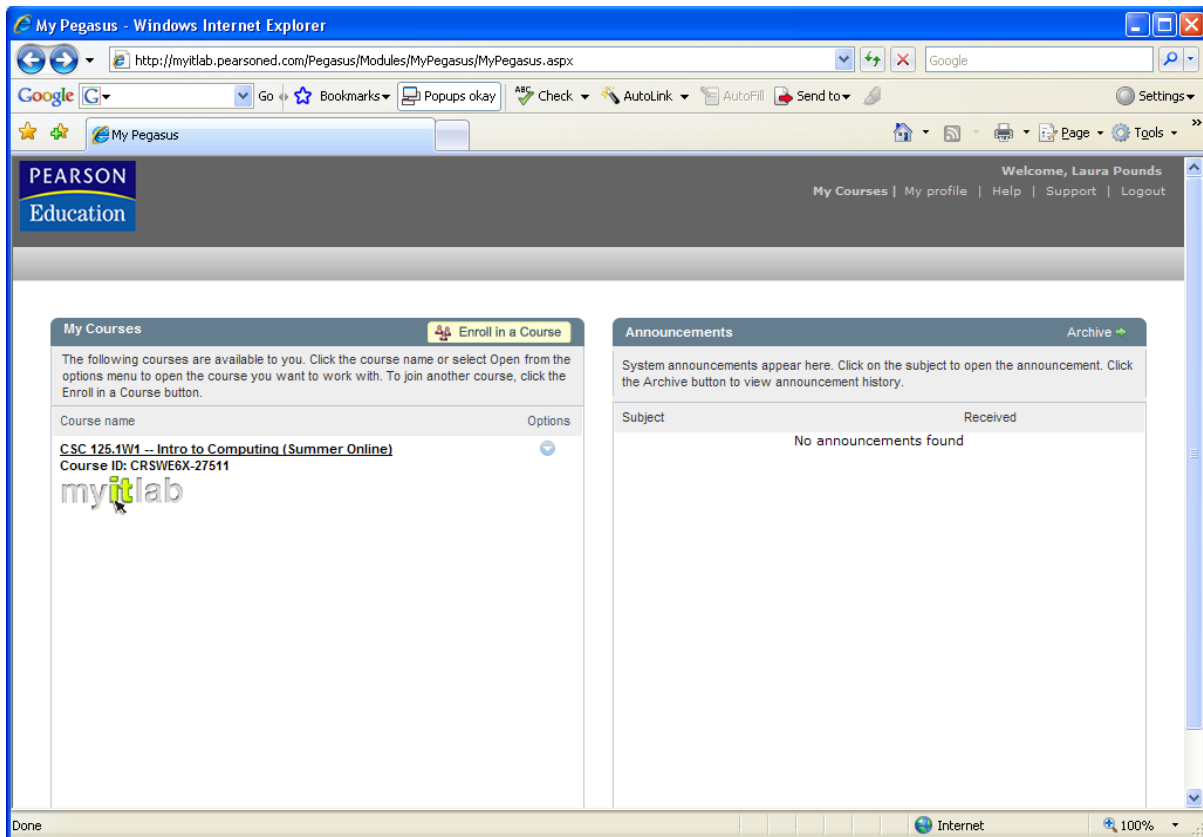 My Pegasus - Windows Internet Explorer
http://myitlab.pearsoned.com/Pegasus/Modules/MyPegasus/MyPegasus.aspx
Google
Google G Go Bookmarks Popups okay ABC Check AutoLink AutoFill Send to Settings
My Pegasus Page Tools »
PEARSON
Education
Welcome, Laura Pounds
My Courses | My profile | Help | Support | Logout
My Courses
Enroll in a Course
The following courses are available to you. Click the course name or select Open from the
options menu to open the course you want to work with. To join another course, click the
Enroll in a Course button.
Course name Options
CSC 125.1W1 -- Intro to Computing (Summer Online)
Course ID: CRSWE6X-27511
myitlab
Announcements Archive
System announcements appear here. Click on the subject to open the announcement. Click
the Archive button to view announcement history.
Subject Received
No announcements found
Done Internet 100%